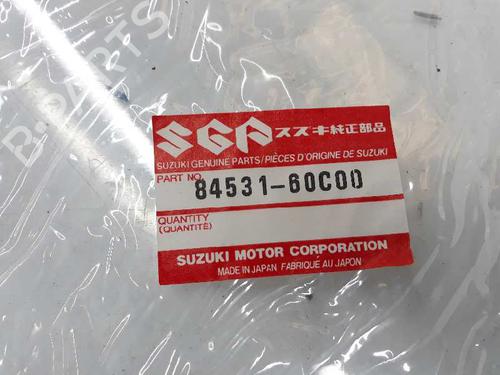 SGP スズキ純正部品
SUZUKI GENUINE PARTS/PIÈCES D'ORIGINE DE SUZUKI
PART NO.
84531-60C00
QUANTITY
(QUANTITÉ)
SUZUKI MOTOR CORPORATION
MADE IN JAPAN FABRIQUÉ AU JAPON